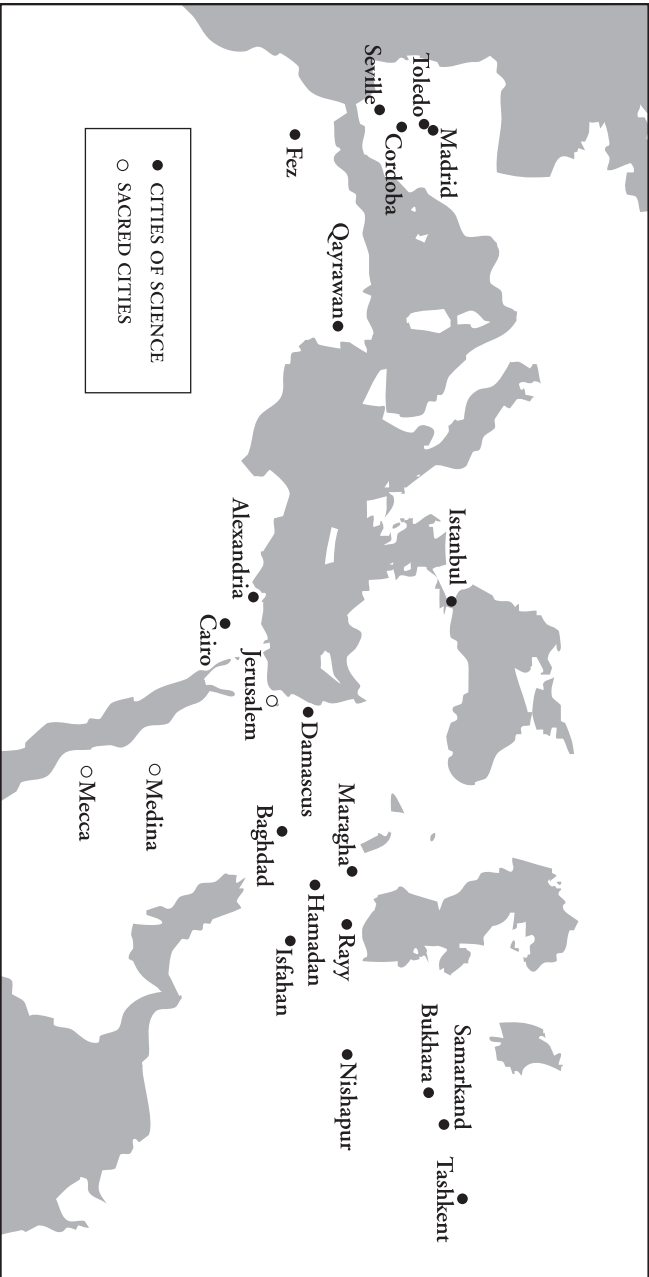 Madrid
Toledo
Cordoba
Seville
Fez
Qayrawan
Istanbul
Alexandria
Cairo
Jerusalem
Damascus
Medina
Mecca
Maragha
Baghdad
Hamadan
Rayy
Isfahan
Nishapur
Samarkand
Bukhara
Tashkent
CITIES OF SCIENCE
SACRED CITIES